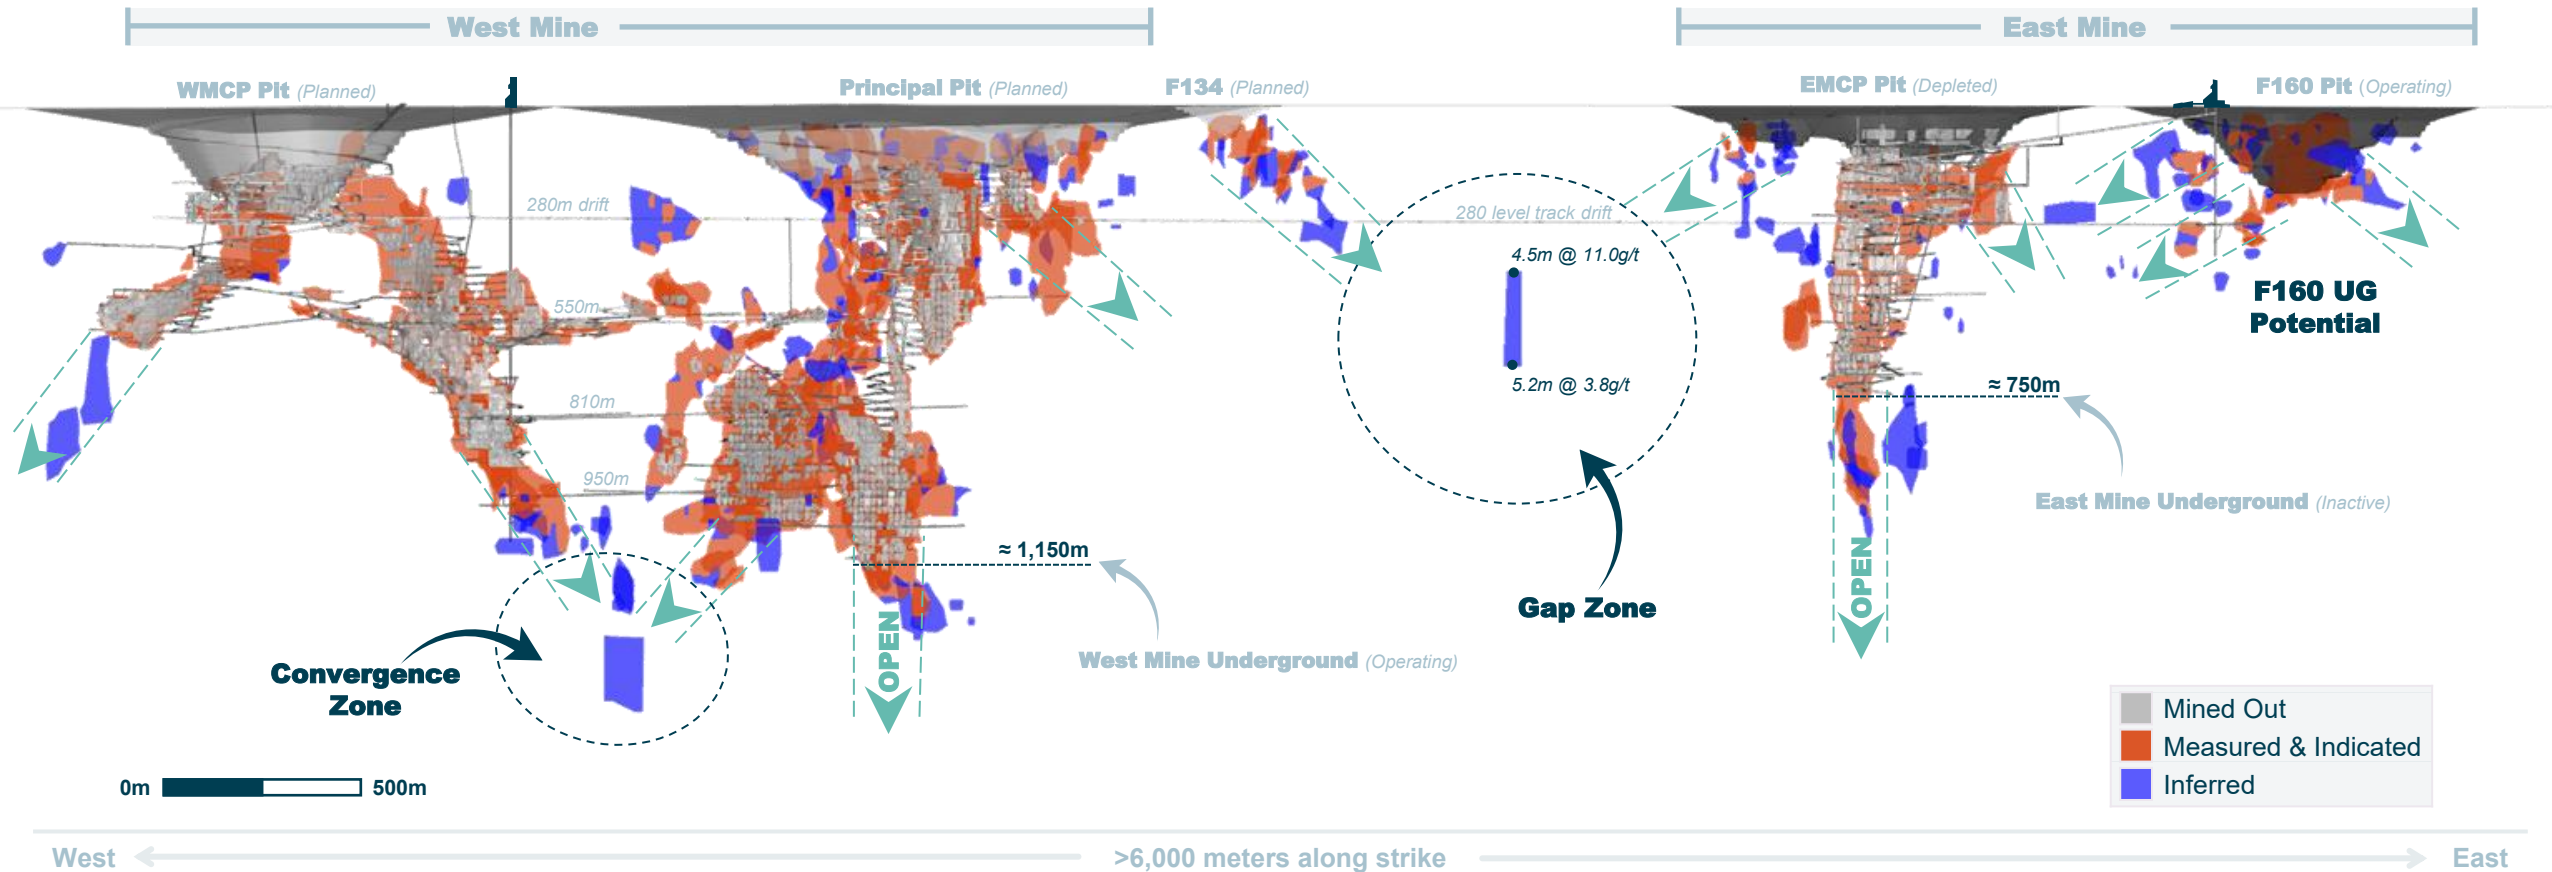 West Mine
East Mine
WMCP Pit (Planned)
Principal Pit (Planned)
F134 (Planned)
EMCP Pit (Depleted)
F160 Pit (Operating)
280m drift
280 level track drift
4.5m @ 11.0g/t
5.2m @ 3.8g/t
550m
810m
950m
F160 UG
Potential
≈ 750m
East Mine Underground (Inactive)
≈ 1,150m
West Mine Underground (Operating)
Gap Zone
OPEN
OPEN
Convergence
Zone
Mined Out
Measured & Indicated
Inferred
0m
500m
West
>6,000 meters along strike
East